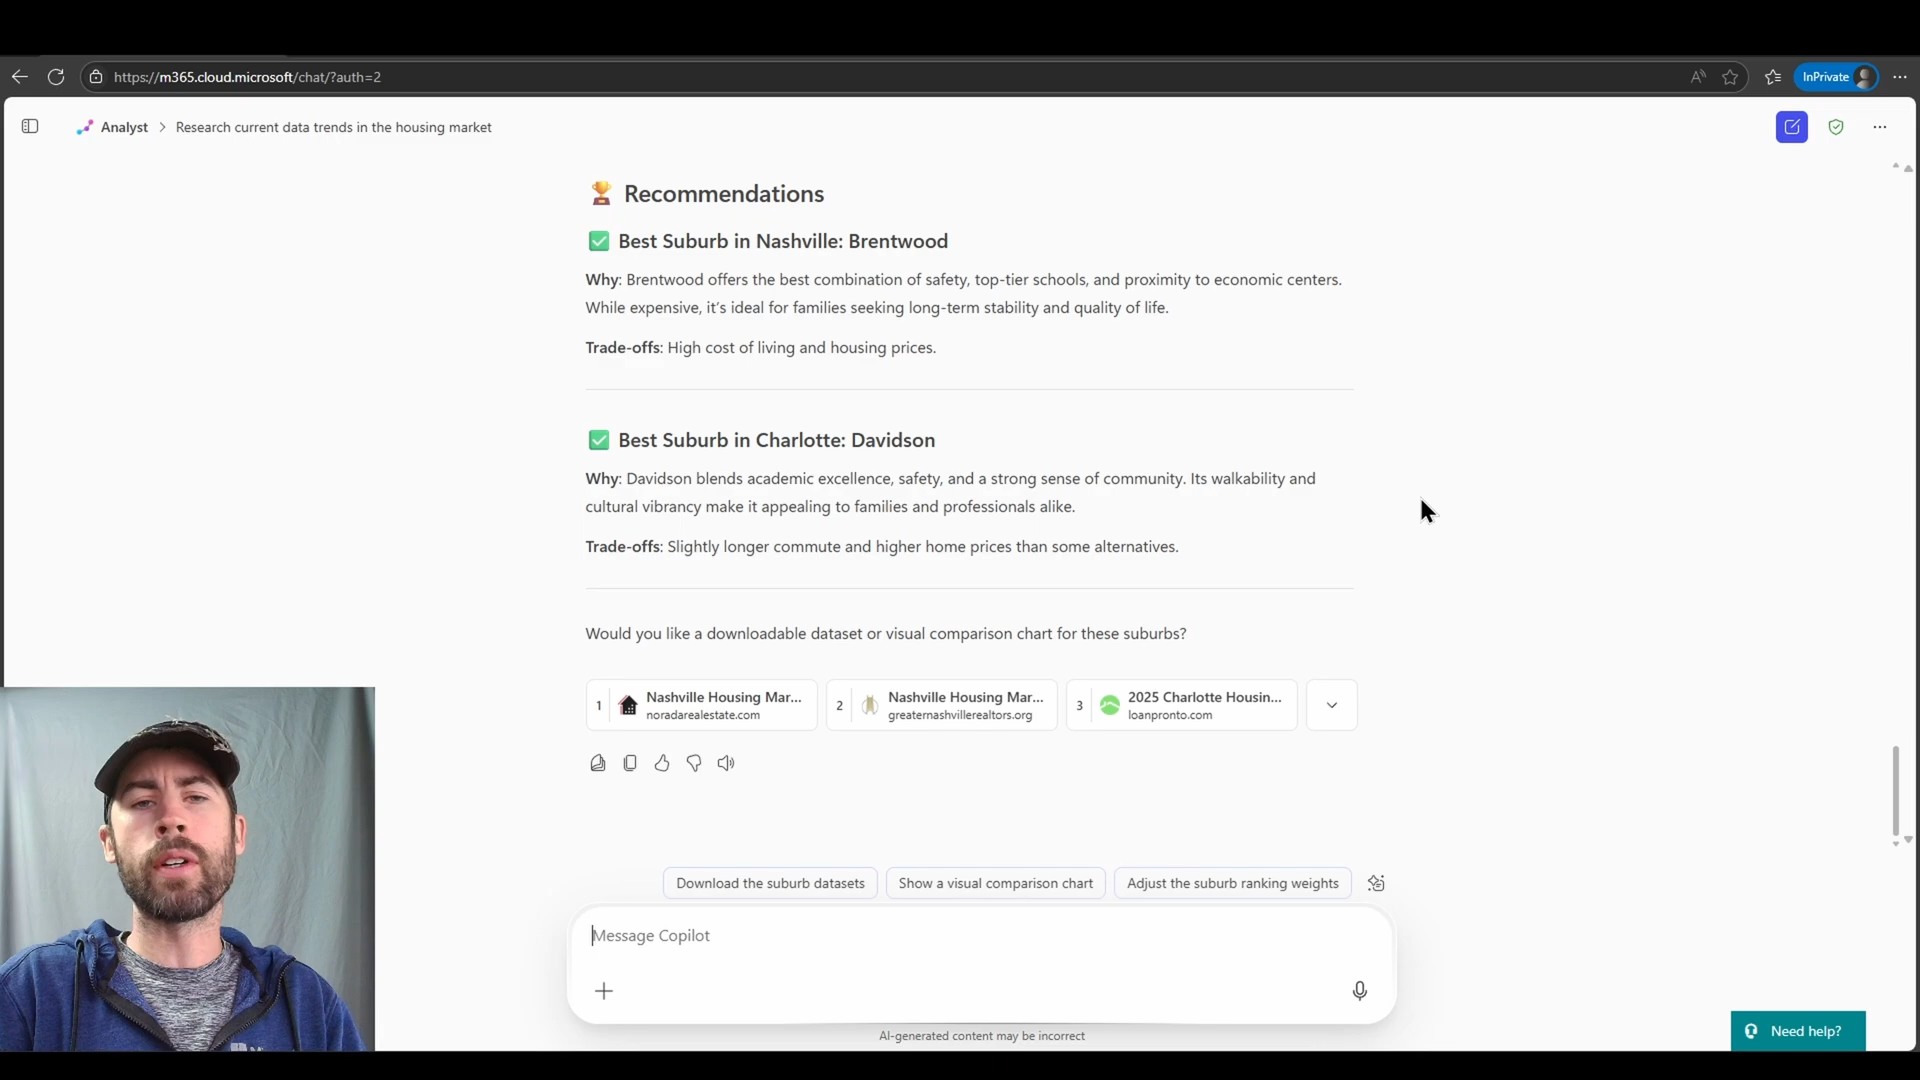 https://m365.cloud.microsoft/chat/?auth=2
InPrivate
Analyst > Research current data trends in the housing market
Recommendations
Best Suburb in Nashville: Brentwood
Why: Brentwood offers the best combination of safety, top-tier schools, and proximity to economic centers.
While expensive, it's ideal for families seeking long-term stability and quality of life.
Trade-offs: High cost of living and housing prices.
Best Suburb in Charlotte: Davidson
Why: Davidson blends academic excellence, safety, and a strong sense of community. Its walkability and
cultural vibrancy make it appealing to families and professionals alike.
Trade-offs: Slightly longer commute and higher home prices than some alternatives.
Would you like a downloadable dataset or visual comparison chart for these suburbs?
1 Nashville Housing Mar...
noradarealestate.com
2 Nashville Housing Mar...
greaternashvillerealtors.org
3 2025 Charlotte Housin...
loanpronto.com
Download the suburb datasets
Show a visual comparison chart
Adjust the suburb ranking weights
Message Copilot
AI-generated content may be incorrect
Need help?